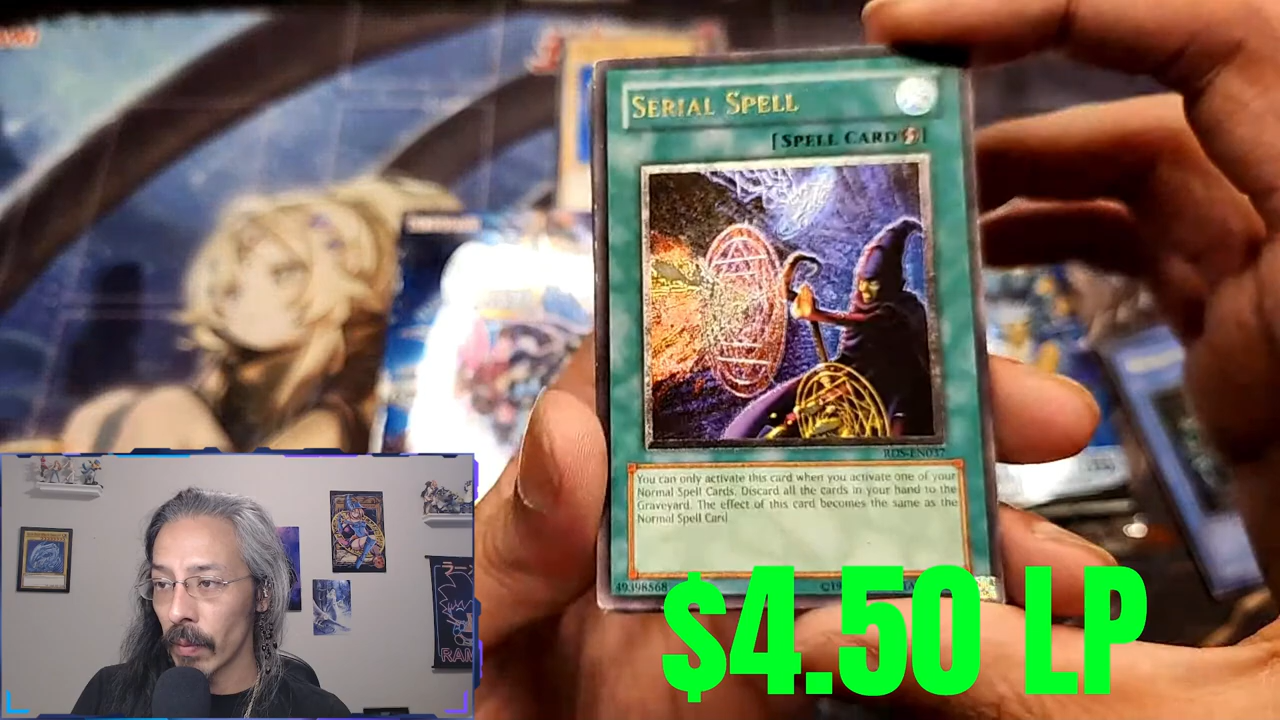 SERIAL SPELL
[SPELL CARD ]
RDS-EN037
You can only activate this card when you activate one of your
Normal Spell Cards. Discard all the cards in your hand to the
Graveyard. The effect of this card becomes the same as the
Normal Spell Card
49398568
©19
$4.50 LP
RAM